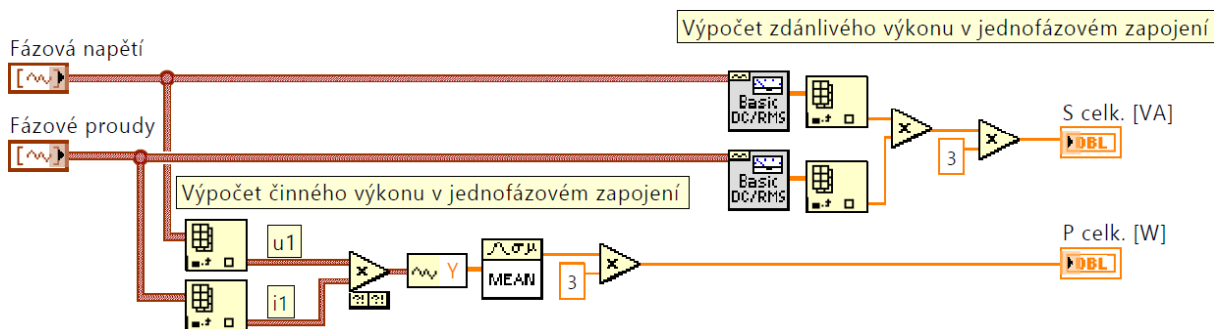 Výpočet zdánlivého výkonu v jednofázovém zapojení
Fázová napětí
Basic
DC/RMS
S celk. [VA]
DBL
3
Fázové proudy
Basic
DC/RMS
Výpočet činného výkonu v jednofázovém zapojení
P celk. [W]
DBL
u1
Y
σμ
MEAN
3
i1